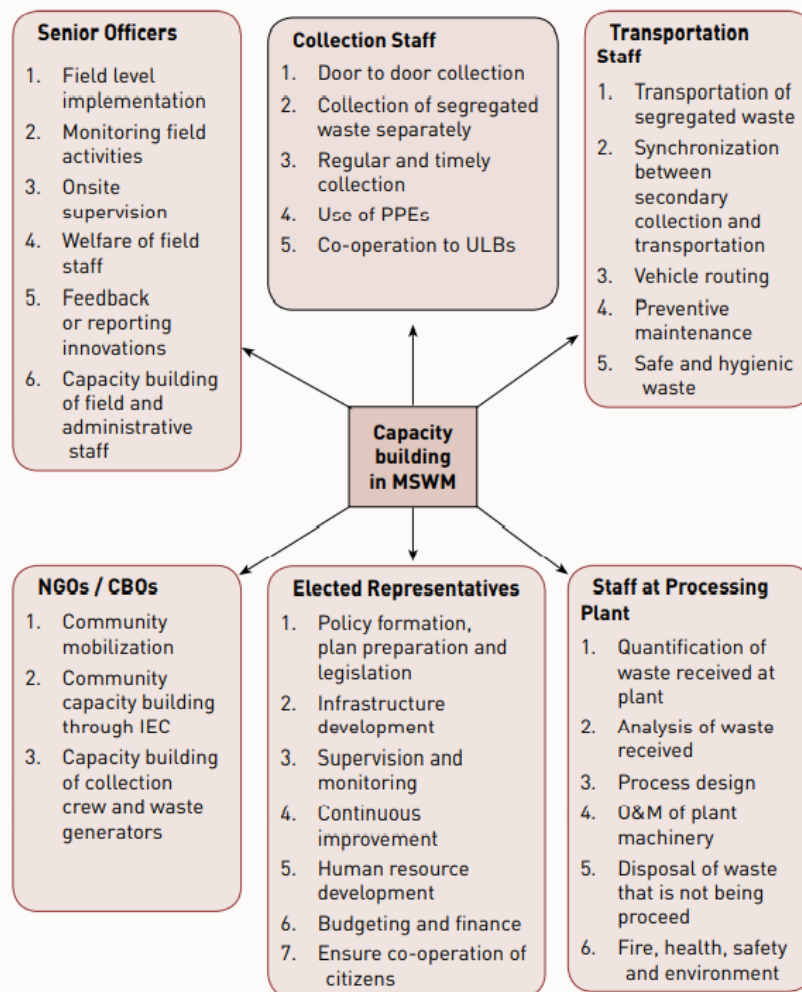 Senior Officers
1. Field level
implementation
2. Monitoring field
activities
3. Onsite
supervision
4. Welfare of field
staff
5. Feedback
or reporting
innovations
6. Capacity building
of field and
administrative
staff
Collection Staff
1. Door to door collection
2. Collection of segregated
waste separately
3. Regular and timely
collection
4. Use of PPEs
5. Co-operation to ULBs
Transportation
Staff
1. Transportation of
segregated waste
2. Synchronization
between
secondary
collection and
transportation
3. Vehicle routing
4. Preventive
maintenance
5. Safe and hygienic
waste
Capacity
building
in MSWM
NGOs / CBOs
1. Community
mobilization
2. Community
capacity building
through IEC
3. Capacity building
of collection
crew and waste
generators
Elected Representatives
1. Policy formation,
plan preparation and
legislation
2. Infrastructure
development
3. Supervision and
monitoring
4. Continuous
improvement
5. Human resource
development
6. Budgeting and finance
7. Ensure co-operation of
citizens
Staff at Processing
Plant
1. Quantification of
waste received at
plant
2. Analysis of waste
received
3. Process design
4. O&M of plant
machinery
5. Disposal of waste
that is not being
proceed
6. Fire, health, safety
and environment